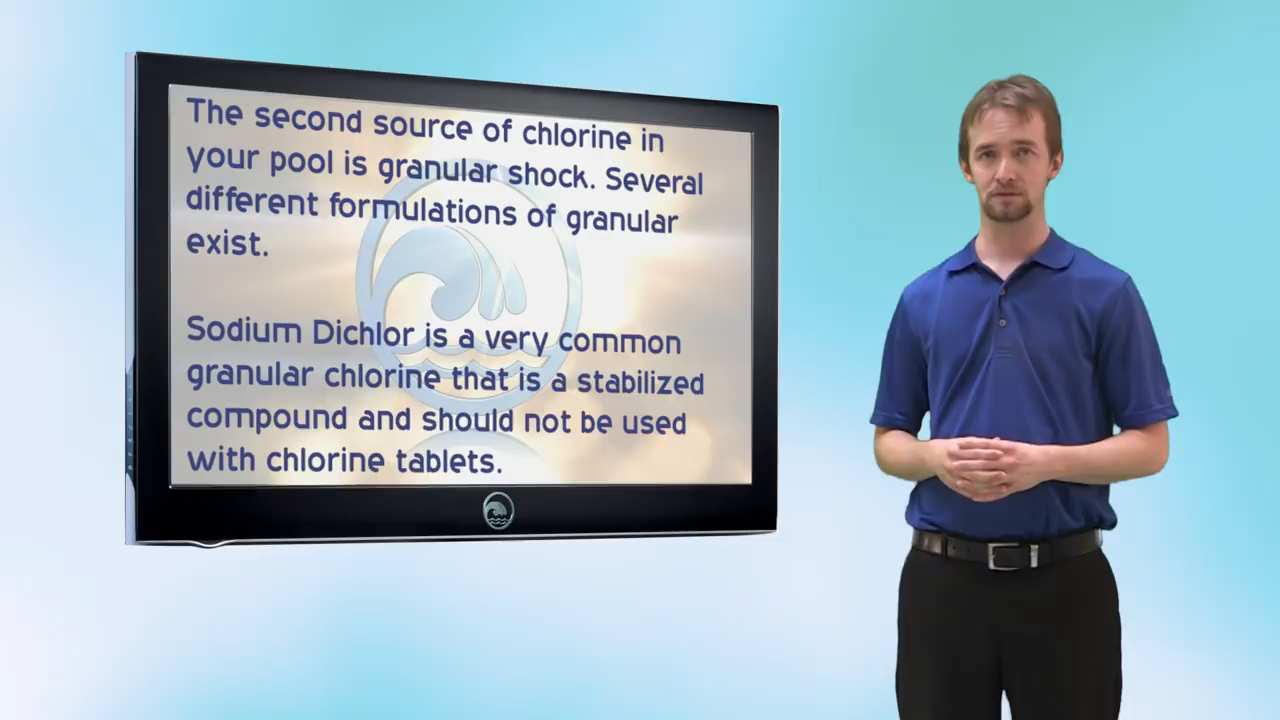 The second source of chlorine in
your pool is granular shock. Several
different formulations of granular
exist.
Sodium Dichlor is a very common
granular chlorine that is a stabilized
compound and should not be used
with chlorine tablets.